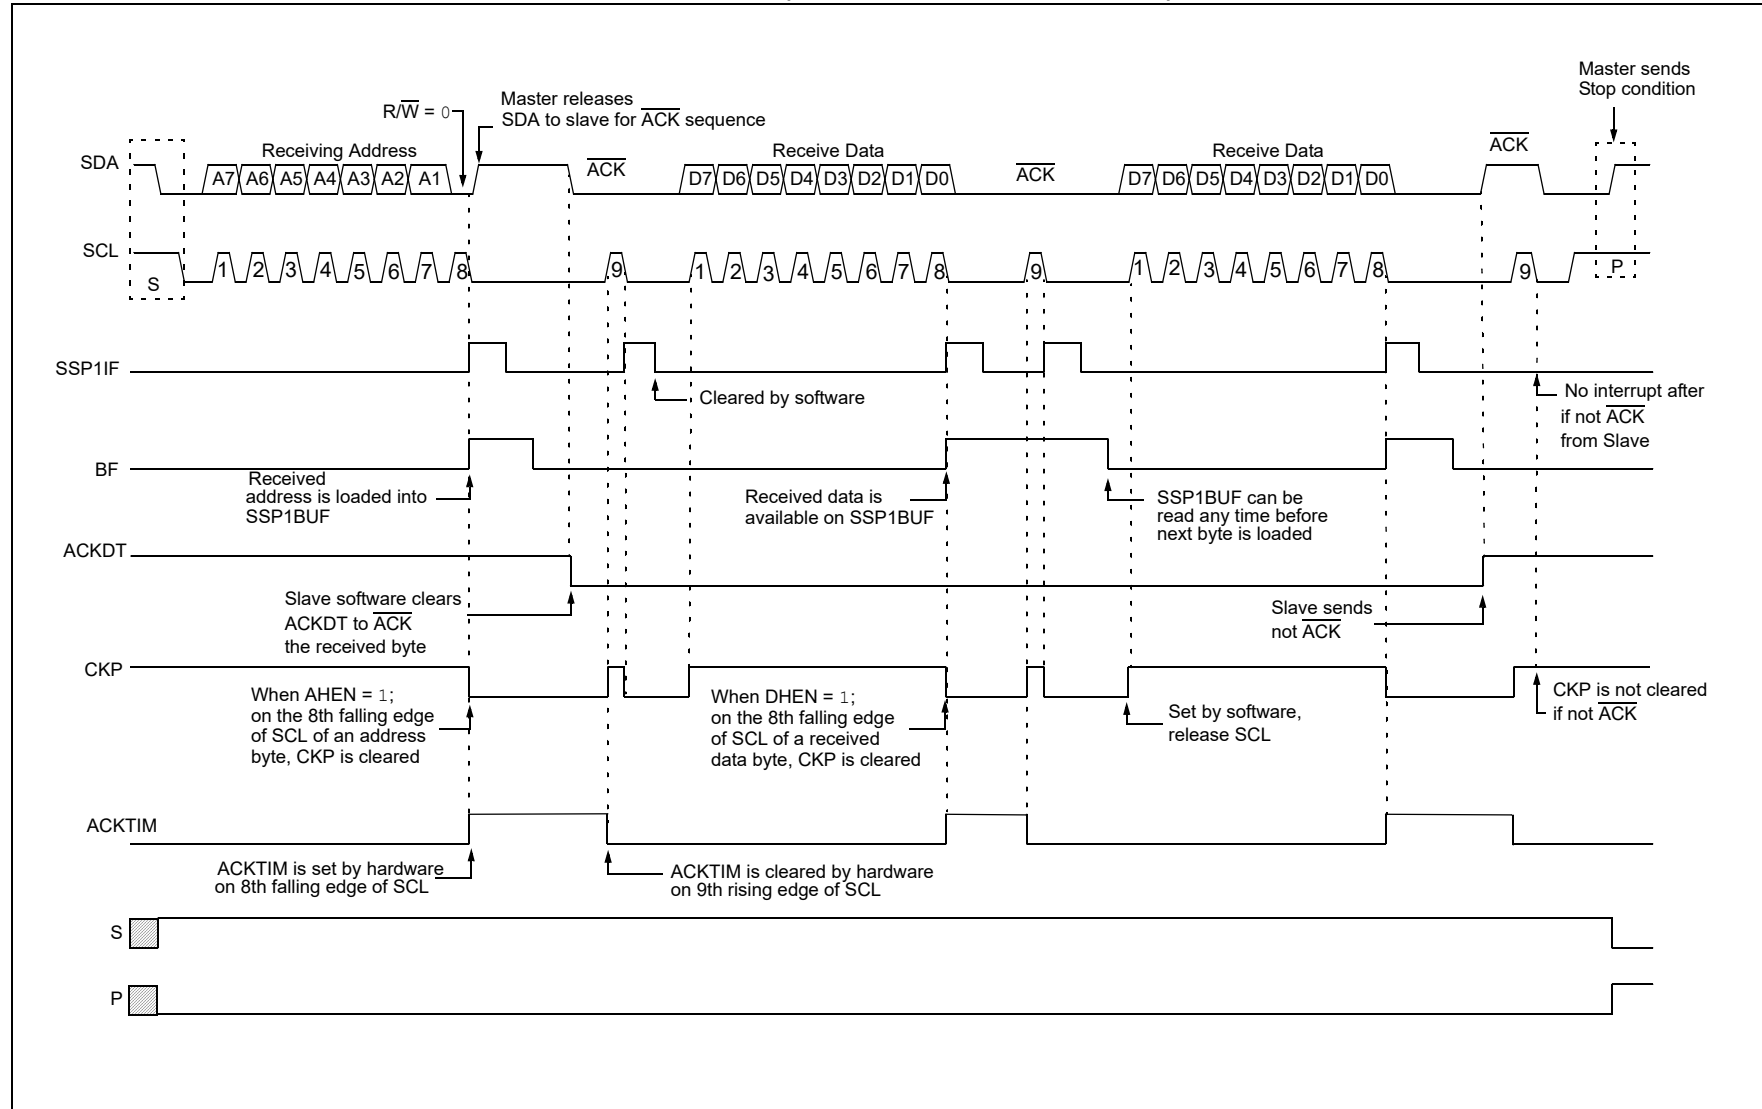 Master sends
Stop condition
Master releases
SDA to slave for ACK sequence
R/W = 0
SDA
Receiving Address
A7 A6 A5 A4 A3 A2 A1
ACK
Receive Data
D7 D6 D5 D4 D3 D2 D1 D0
ACK
Receive Data
D7 D6 D5 D4 D3 D2 D1 D0
ACK
SCL
S
1 2 3 4 5 6 7 8 9
1 2 3 4 5 6 7 8 9
1 2 3 4 5 6 7 8 9
P
SSP1IF
Cleared by software
No interrupt after
if not ACK
from Slave
BF
Received
address is loaded into
SSP1BUF
Received data is
available on SSP1BUF
SSP1BUF can be
read any time before
next byte is loaded
ACKDT
Slave software clears
ACKDT to ACK
the received byte
Slave sends
not ACK
CKP
When AHEN = 1;
on the 8th falling edge
of SCL of an address
byte, CKP is cleared
When DHEN = 1;
on the 8th falling edge
of SCL of a received
data byte, CKP is cleared
Set by software,
release SCL
CKP is not cleared
if not ACK
ACKTIM
ACKTIM is set by hardware
on 8th falling edge of SCL
ACKTIM is cleared by hardware
on 9th rising edge of SCL
S
P